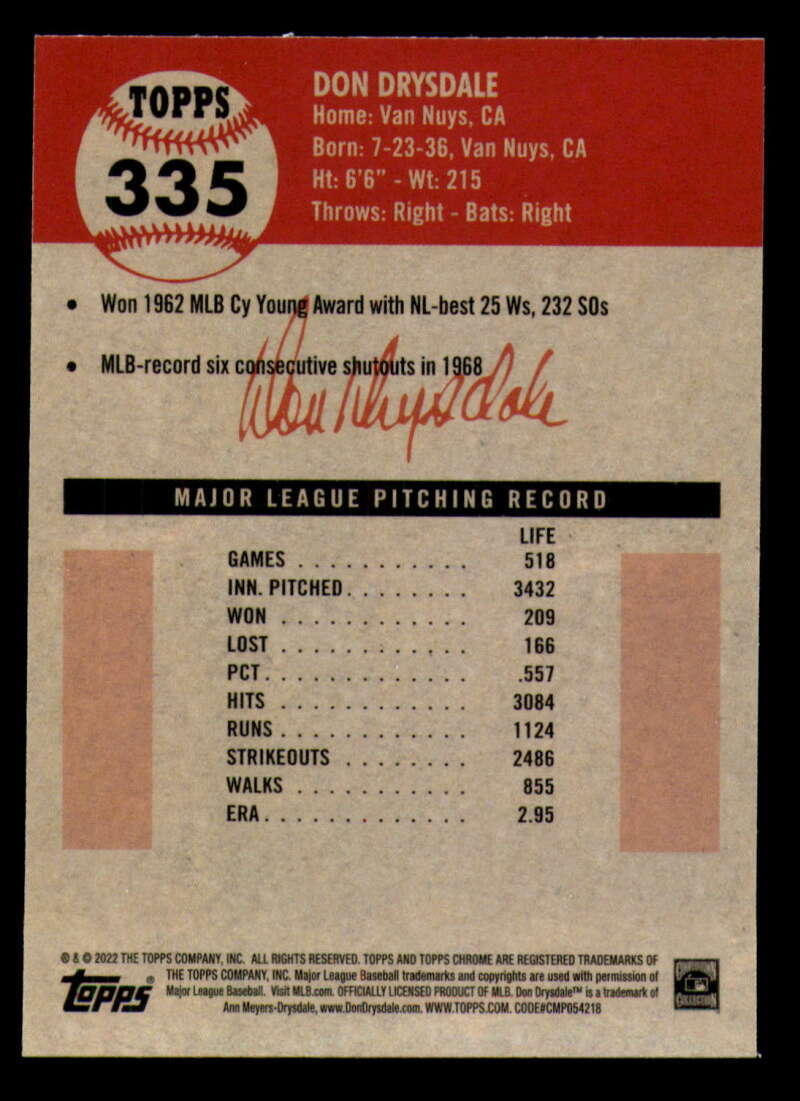 TOPPS
335
DON DRYSDALE
Home: Van Nuys, CA
Born: 7-23-36, Van Nuys, CA
Ht: 6'6" - Wt: 215
Throws: Right - Bats: Right
• Won 1962 MLB Cy Young Award with NL-best 25 Ws, 232 SOs
• MLB-record six consecutive shutouts in 1968
Don Drysdale
MAJOR LEAGUE PITCHING RECORD
LIFE
GAMES . . . . . . . . . . . 518
INN. PITCHED. . . . . . . . 3432
WON . . . . . . . . . . . . 209
LOST . . . . . . . . . . . . 166
PCT. . . . . . . . . . . . . .557
HITS . . . . . . . . . . . . 3084
RUNS . . . . . . . . . . . . 1124
STRIKEOUTS . . . . . . . . 2486
WALKS . . . . . . . . . . . 855
ERA. . . . . . . . . . . . . 2.95
® & © 2022 THE TOPPS COMPANY, INC. ALL RIGHTS RESERVED. TOPPS AND TOPPS CHROME ARE REGISTERED TRADEMARKS OF
THE TOPPS COMPANY, INC. Major League Baseball trademarks and copyrights are used with permission of
Major League Baseball. Visit MLB.com. OFFICIALLY LICENSED PRODUCT OF MLB. Don Drysdale™ is a trademark of
Ann Meyers-Drysdale, www.DonDrysdale.com. WWW.TOPPS.COM. CODE#CMP054218
Topps®
COOPERSTOWN
COLLECTION